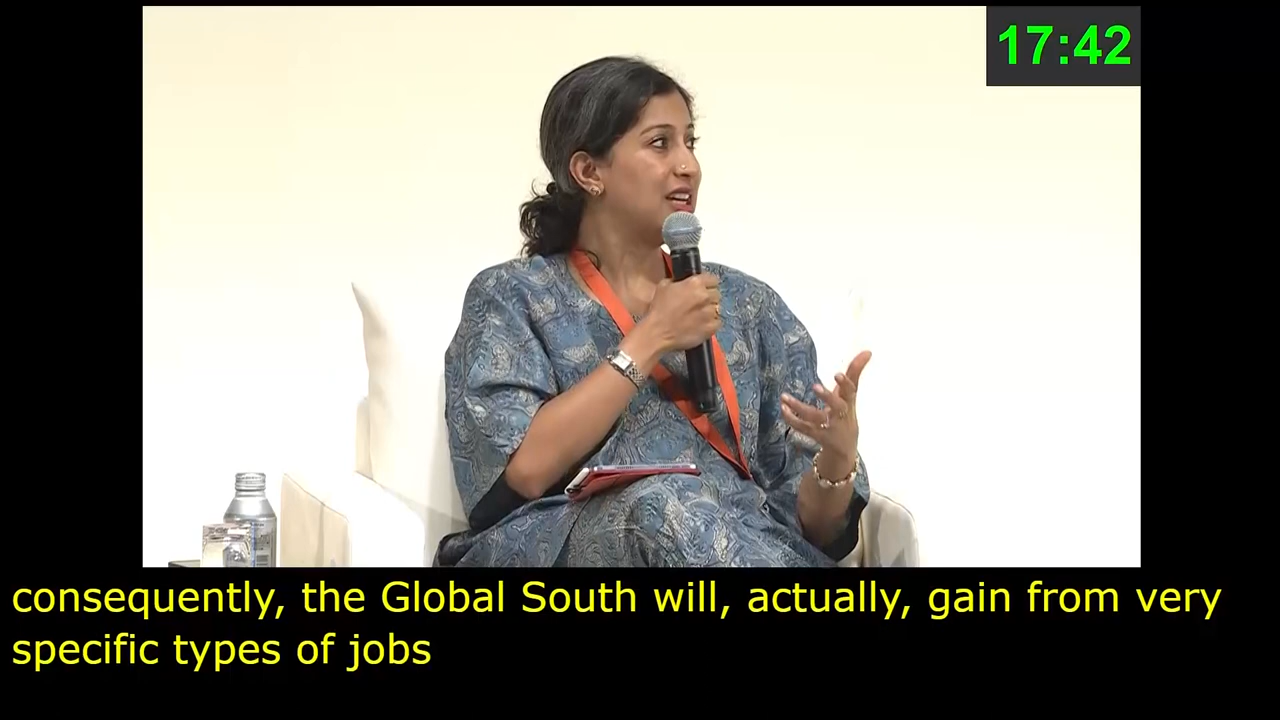 17:42
consequently, the Global South will, actually, gain from very
specific types of jobs